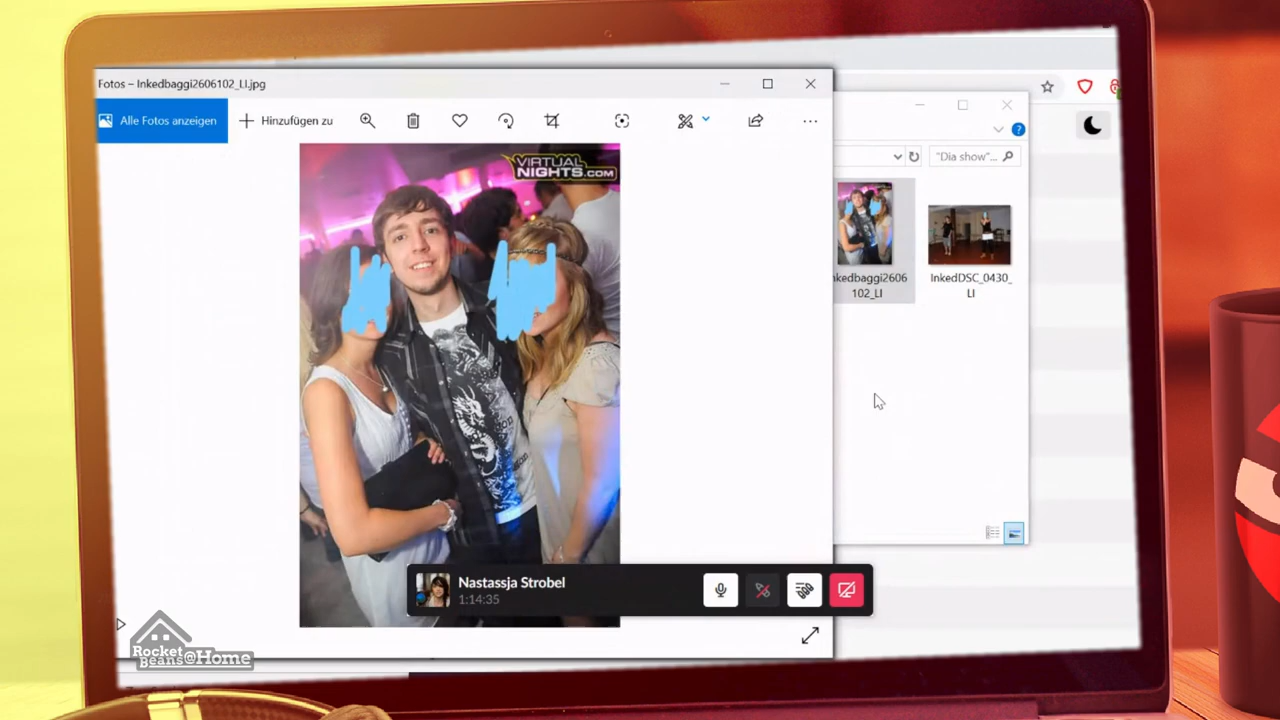 Fotos – Inkedbaggi2606102_LI.jpg
Alle Fotos anzeigen
Hinzufügen zu
VIRTUAL
NIGHTS.COM
"Dia show"...
nkedbaggi2606
102_LI
InkedDSC_0430_
LI
Nastassja Strobel
1:14:35
Rocket
Beans@Home